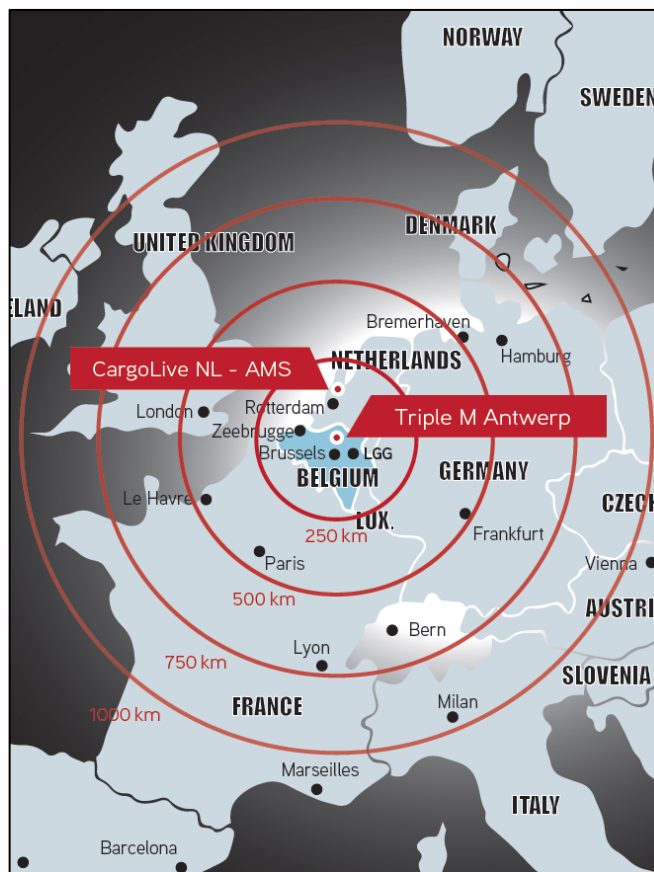 NORWAY
SWEDEN
DENMARK
UNITED KINGDOM
ELAND
Bremerhaven
Hamburg
NETHERLANDS
CargoLive NL - AMS
Rotterdam
London
Triple M Antwerp
Zeebrugge
Brussels
LGG
BELGIUM
GERMANY
Le Havre
LUX.
CZECH
250 km
Frankfurt
Paris
Vienna
500 km
AUSTRI
Bern
Lyon
750 km
SLOVENIA
FRANCE
Milan
1000 km
Marseilles
ITALY
Barcelona